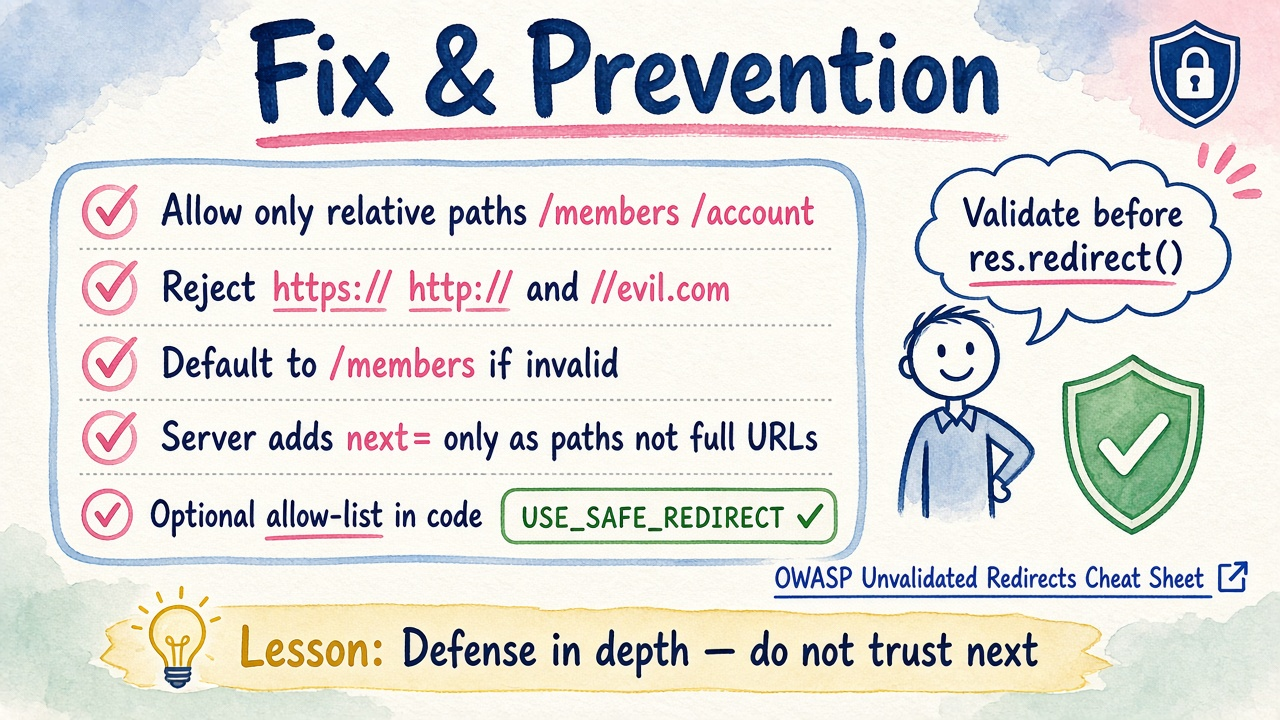 Fix & Prevention
Allow only relative paths /members /account
Reject https:// http:// and //evil.com
Default to /members if invalid
Server adds next= only as paths not full URLs
Optional allow-list in code USE_SAFE_REDIRECT ✓
Validate before
res.redirect()
OWASP Unvalidated Redirects Cheat Sheet
Lesson: Defense in depth — do not trust next